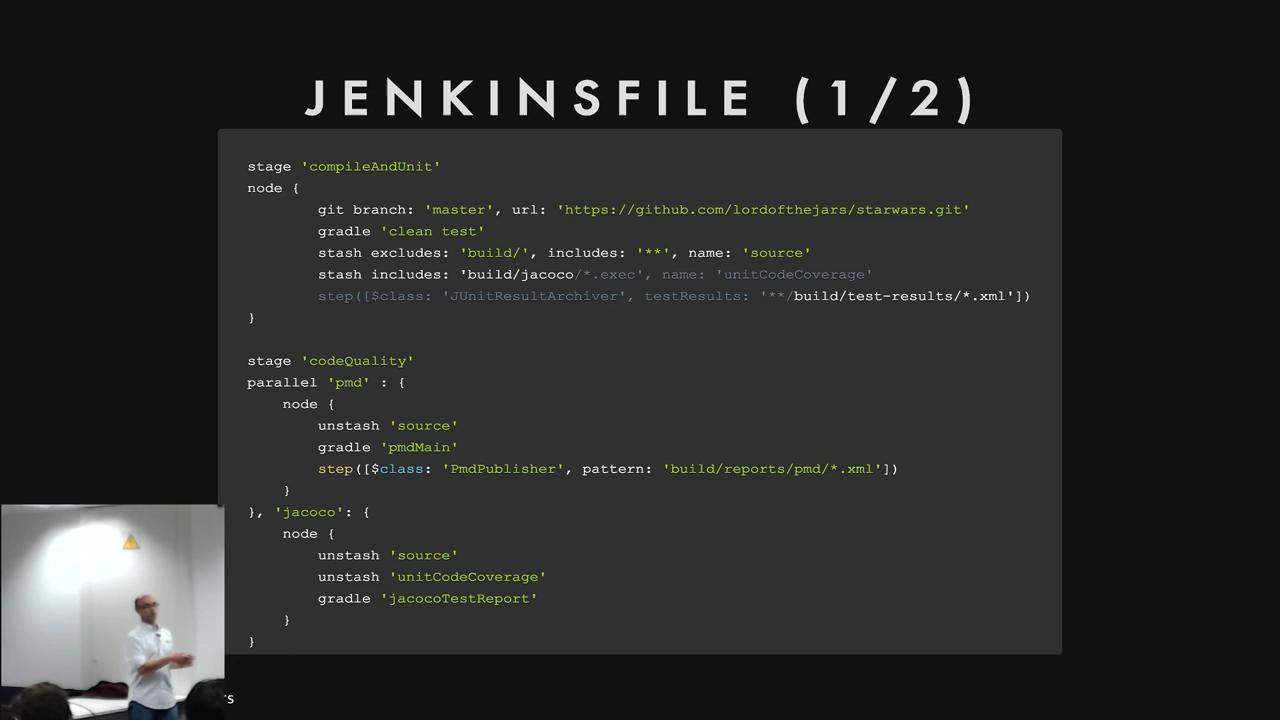 JENKINSFILE (1/2)
stage 'compileAndUnit'
node {
git branch: 'master', url: 'https://github.com/lordofthejars/starwars.git'
gradle 'clean test'
stash excludes: 'build/', includes: '**', name: 'source'
stash includes: 'build/jacoco/*.exec', name: 'unitCodeCoverage'
step([$class: 'JUnitResultArchiver', testResults: '**/build/test-results/*.xml'])
}
stage 'codeQuality'
parallel 'pmd' : {
node {
unstash 'source'
gradle 'pmdMain'
step([$class: 'PmdPublisher', pattern: 'build/reports/pmd/*.xml'])
}
}, 'jacoco': {
node {
unstash 'source'
unstash 'unitCodeCoverage'
gradle 'jacocoTestReport'
}
}